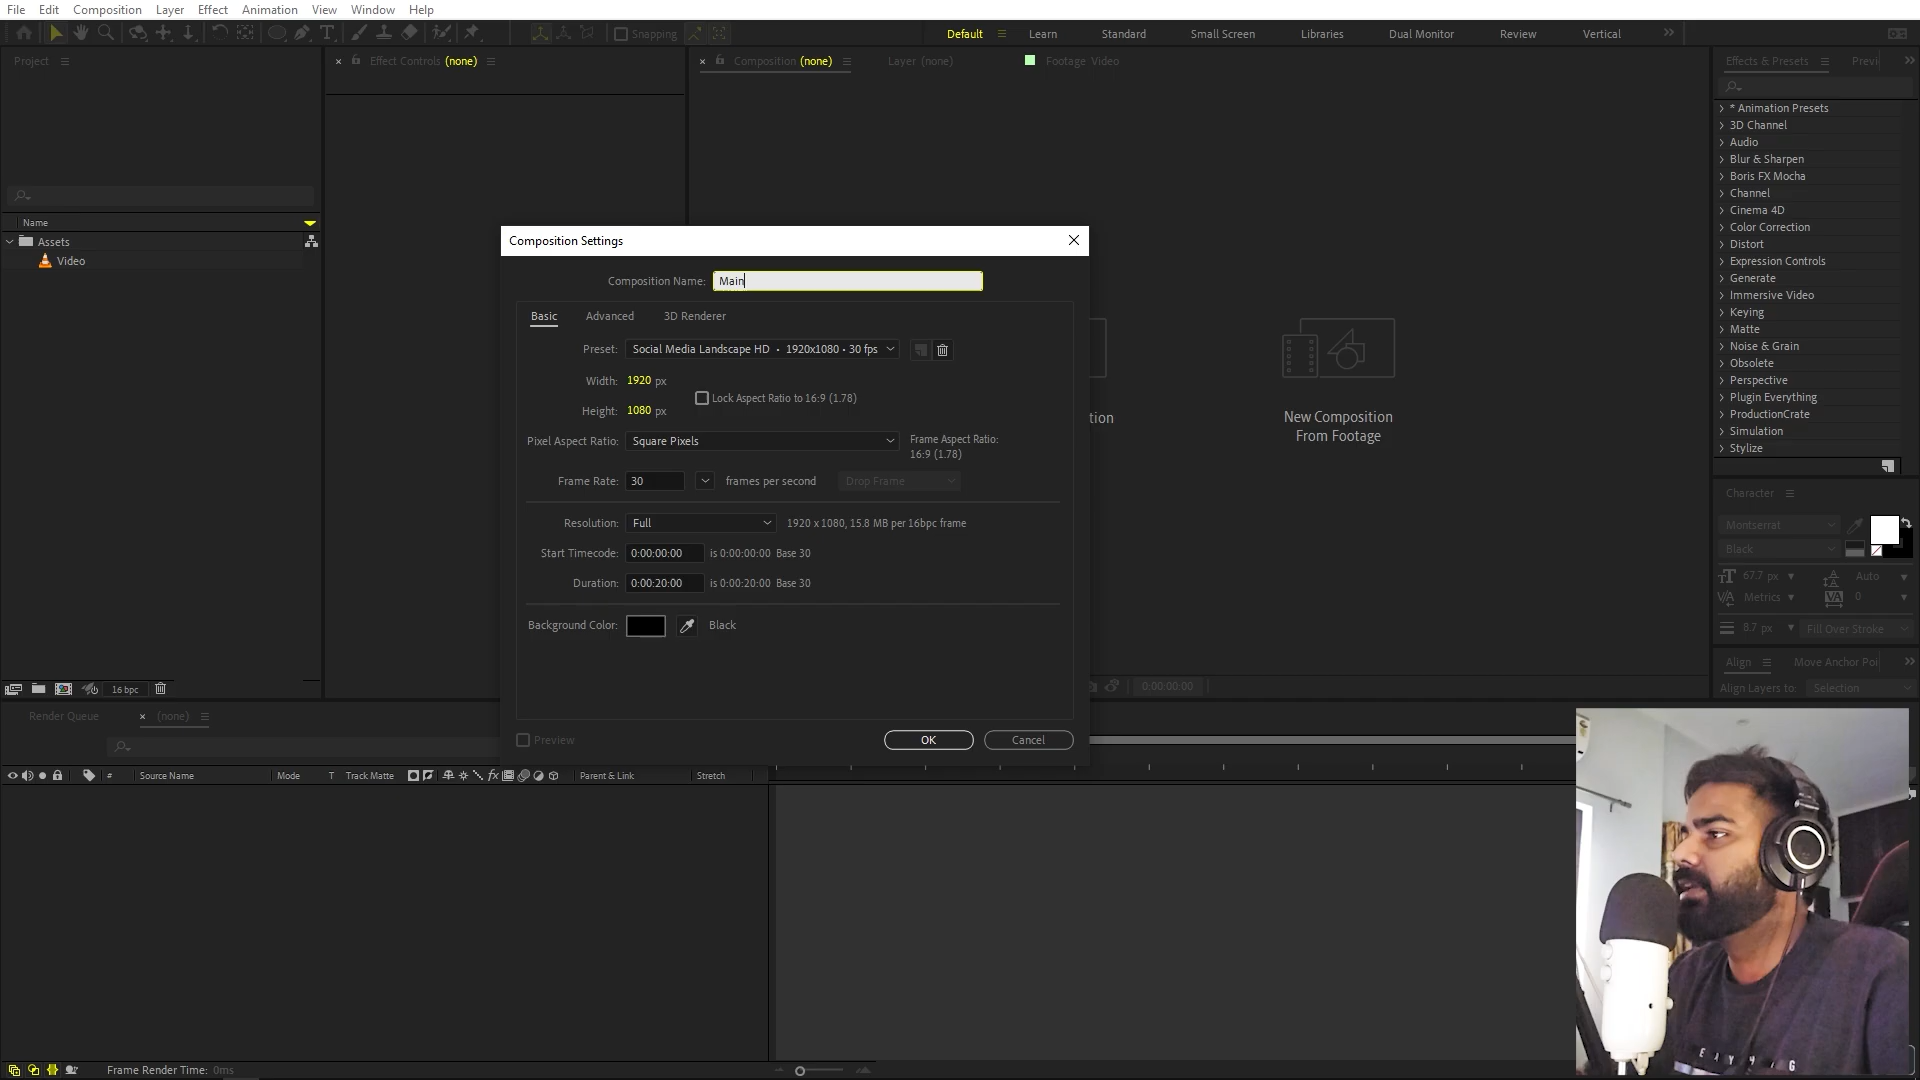 File Edit Composition Layer Effect Animation View Window Help
Snapping
Default Learn Standard Small Screen Libraries Dual Monitor Review Vertical
Project
Effect Controls (none)
Composition (none)
Layer (none)
Footage Video
Effects & Presets
Previ
* Animation Presets
3D Channel
Audio
Blur & Sharpen
Boris FX Mocha
Channel
Cinema 4D
Color Correction
Distort
Expression Controls
Generate
Immersive Video
Keying
Matte
Noise & Grain
Obsolete
Perspective
Plugin Everything
ProductionCrate
Simulation
Stylize
Name
Assets
Video
Composition Settings
Composition Name: Main
Basic Advanced 3D Renderer
Preset: Social Media Landscape HD • 1920x1080 • 30 fps
Width: 1920 px
Lock Aspect Ratio to 16:9 (1.78)
Height: 1080 px
Pixel Aspect Ratio: Square Pixels
Frame Aspect Ratio:
16:9 (1.78)
Frame Rate: 30 frames per second Drop Frame
Resolution: Full 1920 x 1080, 15.8 MB per 16bpc frame
Start Timecode: 0:00:00:00 is 0:00:00:00 Base 30
Duration: 0:00:20:00 is 0:00:20:00 Base 30
Background Color: Black
Preview
OK
Cancel
tion
New Composition
From Footage
Character
Montserrat
Black
67.7 px Auto
Metrics 0
8.7 px Fill Over Stroke
Align Move Anchor Poi
Align Layers to: Selection
16 bpc
0:00:00:00
Render Queue
(none)
# Source Name Mode T Track Matte fx Parent & Link Stretch
Frame Render Time: 0ms